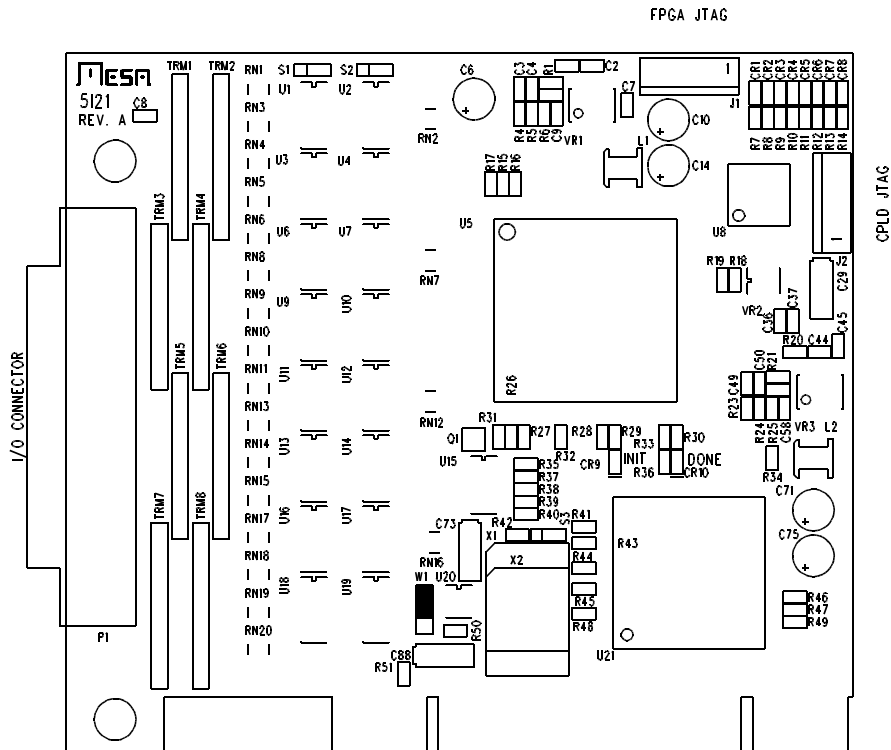 FPGA JTAG
MESA
5I21
REV. A
C8
TRM1
TRM2
RN1
S1
S2
U1
U2
RN3
C6
C3
C4
R1
C2
C7
J1
1
CR1
CR2
CR3
CR4
CR5
CR6
CR7
CR8
RN2
R4
R5
R6
C9
VR1
L1
C10
C14
R7
R8
R9
R10
R11
R12
R13
R14
RN4
U3
U4
R17
R15
R16
RN5
TRM3
TRM4
RN6
U6
U7
U5
U8
1
J2
CPLD JTAG
RN8
RN7
R19
R18
C29
RN9
U9
U10
VR2
C36
C37
C45
RN10
TRM5
TRM6
R20
C44
RN11
U11
U12
R26
C49
C50
R21
I/O CONNECTOR
RN13
RN12
R31
R23
R24
R25
C58
VR3
L2
RN14
U13
U14
Q1
R27
R32
R28
R29
R33
R30
U15
CR9
INIT
R36
DONE
CR10
R34
RN15
R35
R37
R38
R39
R40
C71
TRM7
TRM8
RN17
U16
U17
C73
R42
X1
S3
R41
R43
C75
RN18
RN16
X2
R44
U18
U19
W1
U20
RN19
R45
R46
R47
R49
R48
RN20
P1
R50
C88
R51
U21